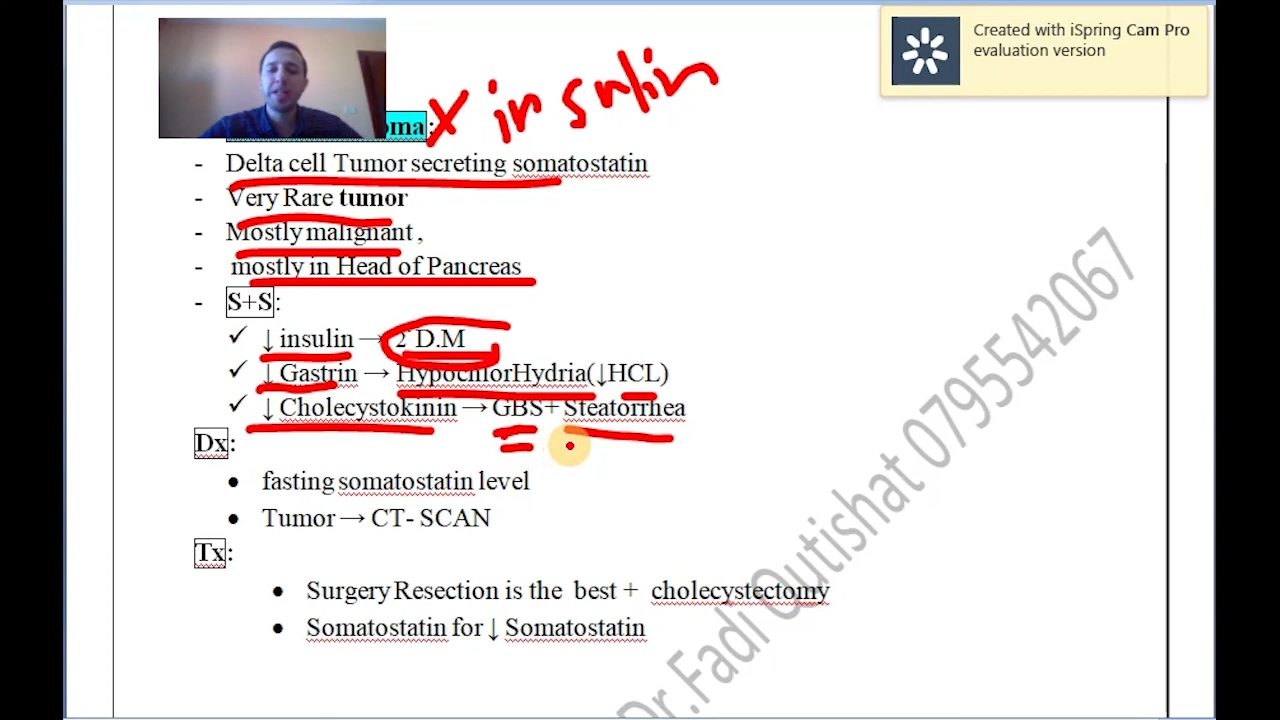 Created with iSpring Cam Pro
evaluation version
oma: x insulin
- Delta cell Tumor secreting somatostatin
- Very Rare tumor
- Mostly malignant ,
- mostly in Head of Pancreas
- S+S:
✓ ↓ insulin → 2 D.M
✓ ↓ Gastrin → HypochlorHydria(↓HCL)
✓ ↓ Cholecystokinin → GBS+ Steatorrhea
Dx:
• fasting somatostatin level
• Tumor → CT- SCAN
Tx:
• Surgery Resection is the best + cholecystectomy
• Somatostatin for ↓ Somatostatin
Dr.Fadi Qutishat 0795542067